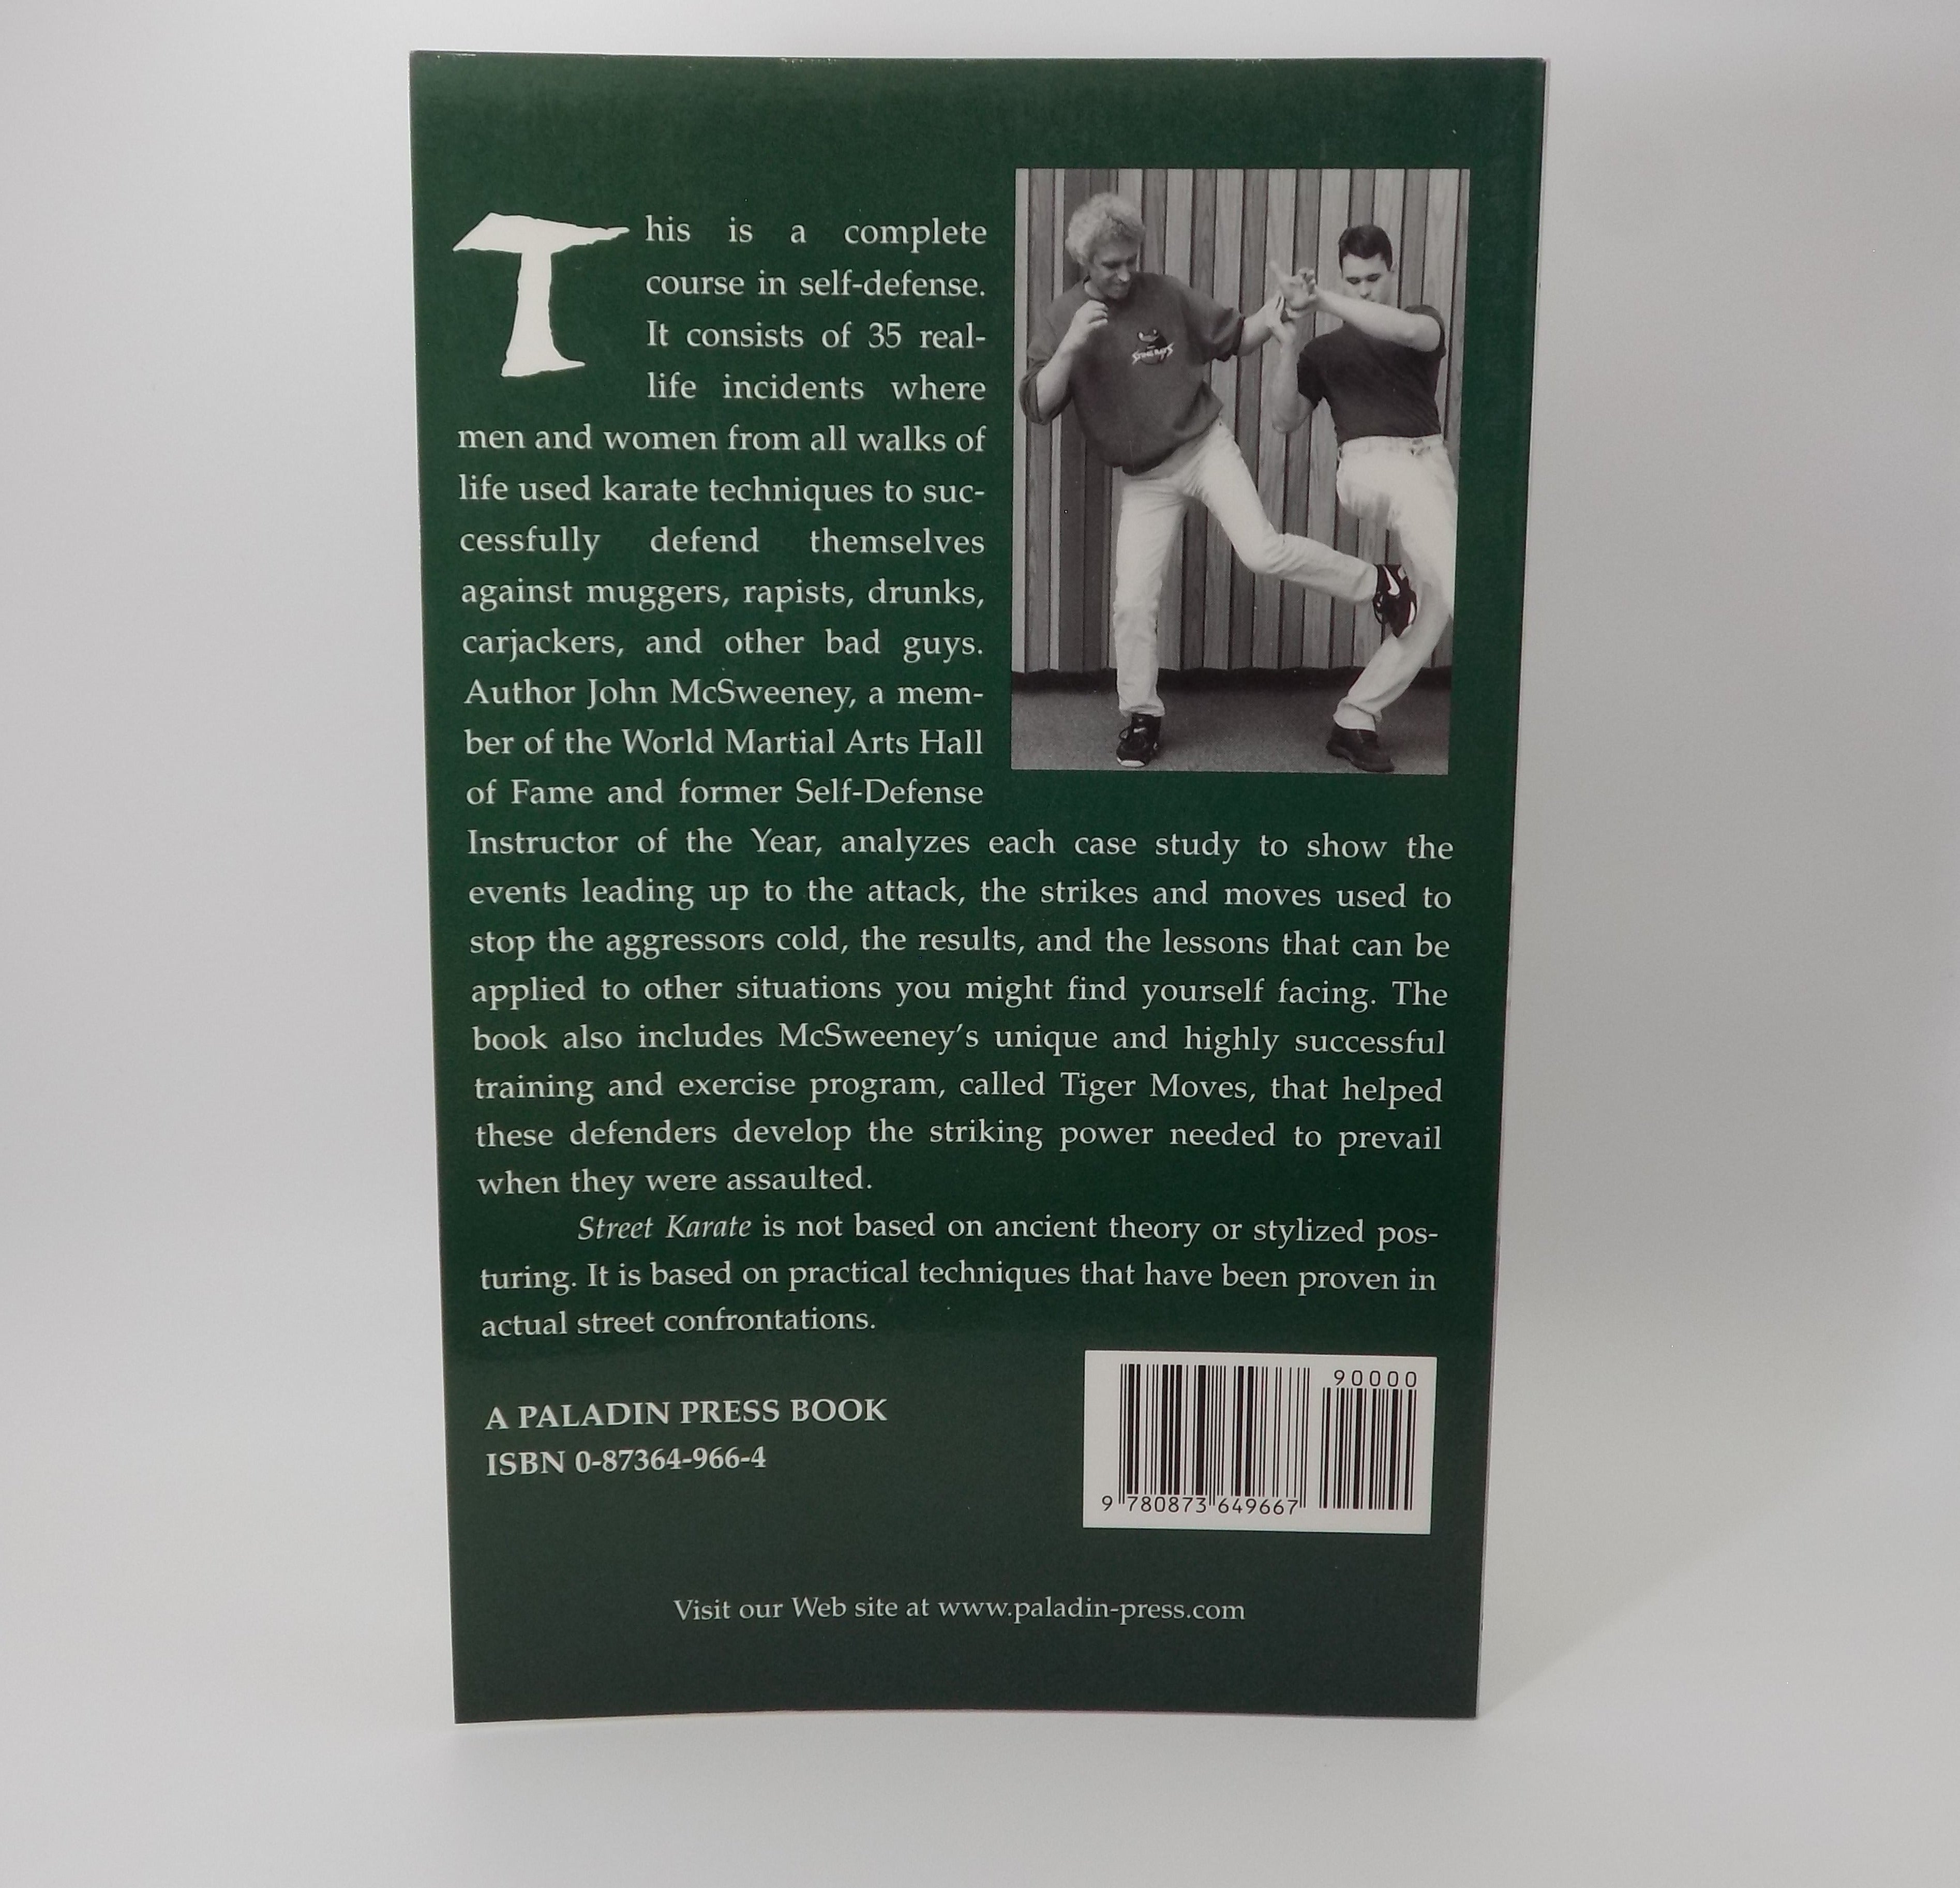 This is a complete
course in self-defense.
It consists of 35 real-
life incidents where
men and women from all walks of
life used karate techniques to suc-
cessfully defend themselves
against muggers, rapists, drunks,
carjackers, and other bad guys.
Author John McSweeney, a mem-
ber of the World Martial Arts Hall
of Fame and former Self-Defense
Instructor of the Year, analyzes each case study to show the
events leading up to the attack, the strikes and moves used to
stop the aggressors cold, the results, and the lessons that can be
applied to other situations you might find yourself facing. The
book also includes McSweeney's unique and highly successful
training and exercise program, called Tiger Moves, that helped
these defenders develop the striking power needed to prevail
when they were assaulted.
Street Karate is not based on ancient theory or stylized pos-
turing. It is based on practical techniques that have been proven in
actual street confrontations.
A PALADIN PRESS BOOK
ISBN 0-87364-966-4
90000
9 780873 649667
Visit our Web site at www.paladin-press.com